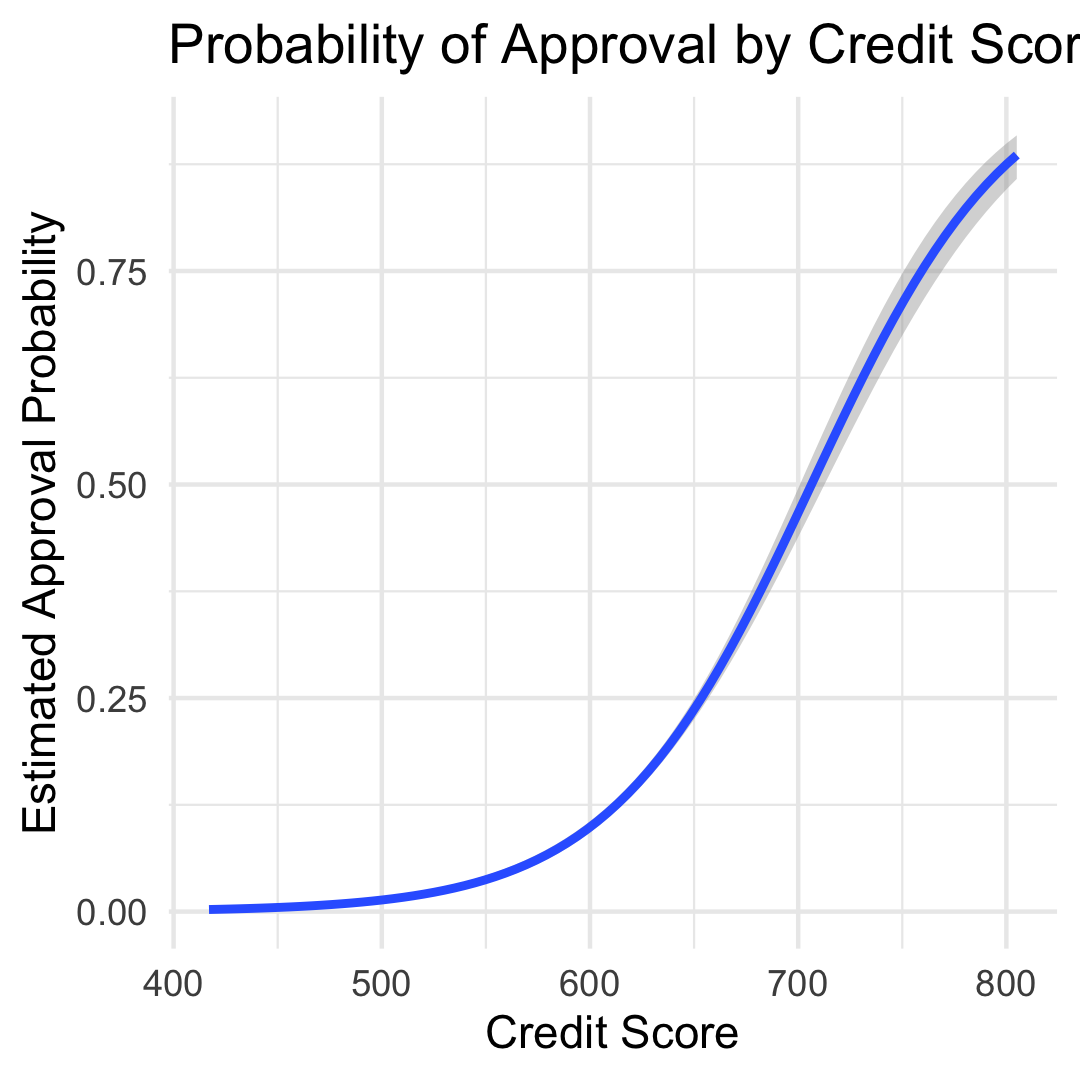 Probability of Approval by Credit Scor
Estimated Approval Probability
0.75
0.50
0.25
0.00
400 500 600 700 800
Credit Score